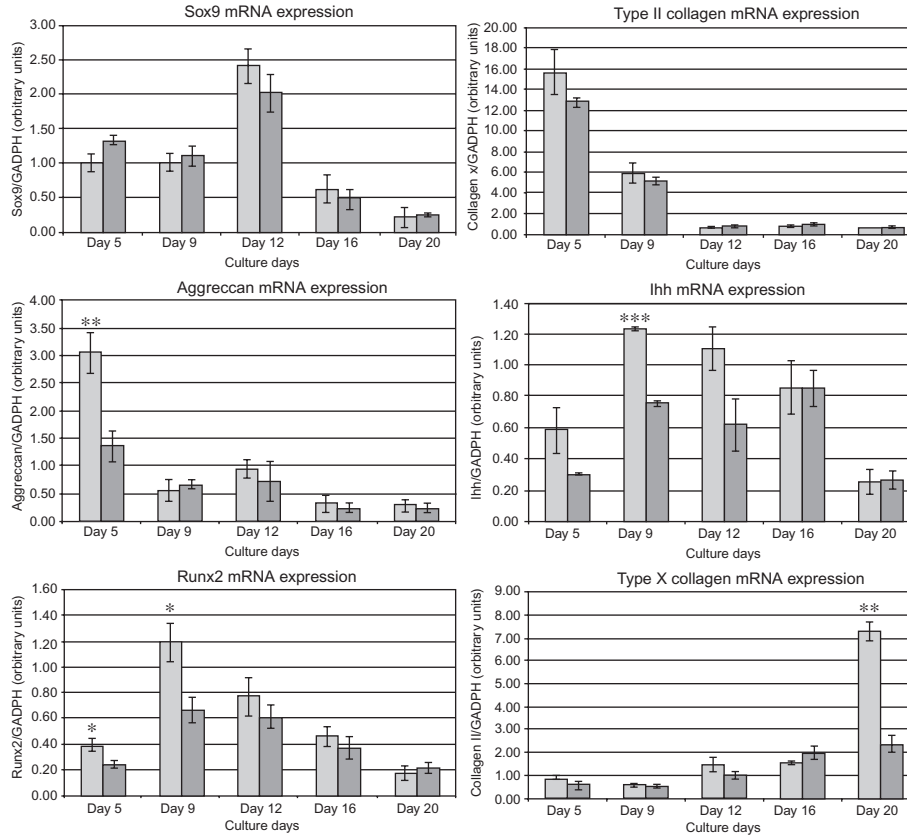 Sox9 mRNA expression
Sox9/GADPH (orbitrary units)
3.00
2.50
2.00
1.50
1.00
0.50
0.00
Day 5 Day 9 Day 12 Day 16 Day 20
Culture days
Type II collagen mRNA expression
Collagen x/GADPH (orbitrary units)
20.00
18.00
16.00
14.00
12.00
10.00
8.00
6.00
4.00
2.00
0.00
Day 5 Day 9 Day 12 Day 16 Day 20
Culture days
Aggreccan mRNA expression
Aggreccan/GADPH (orbitrary units)
4.00
3.50
3.00
2.50
2.00
1.50
1.00
0.50
0.00
**
Day 5 Day 9 Day 12 Day 16 Day 20
Culture days
Ihh mRNA expression
Ihh/GADPH (orbitrary units)
1.40
1.20
1.00
0.80
0.60
0.40
0.20
0.00
***
Day 5 Day 9 Day 12 Day 16 Day 20
Culture days
Runx2 mRNA expression
Runx2/GADPH (orbitrary units)
1.60
1.40
1.20
1.00
0.80
0.60
0.40
0.20
0.00
*
*
Day 5 Day 9 Day 12 Day 16 Day 20
Culture days
Type X collagen mRNA expression
Collagen II/GADPH (orbitrary units)
9.00
8.00
7.00
6.00
5.00
4.00
3.00
2.00
1.00
0.00
**
Day 5 Day 9 Day 12 Day 16 Day 20
Culture days